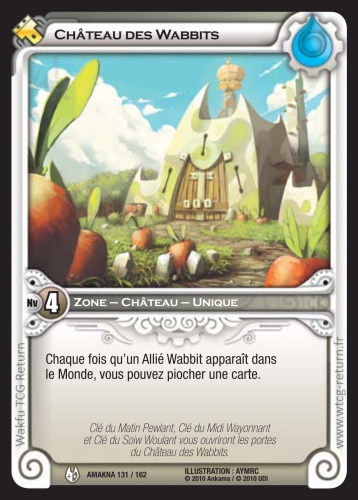 Château des Wabbits
Nv 4 Zone – Château – Unique
Chaque fois qu'un Allié Wabbit apparaît dans
le Monde, vous pouvez piocher une carte.
Clé du Matin Pewlant, Clé du Midi Wayonnant
et Clé du Soiw Woulant vous ouvriront les portes
du Château des Wabbits.
AMAKNA 131 / 162
ILLUSTRATION : AYMRC
© 2010 Ankama / © 2010 UDI
Wakfu TCG Return
www.wtcg-return.fr